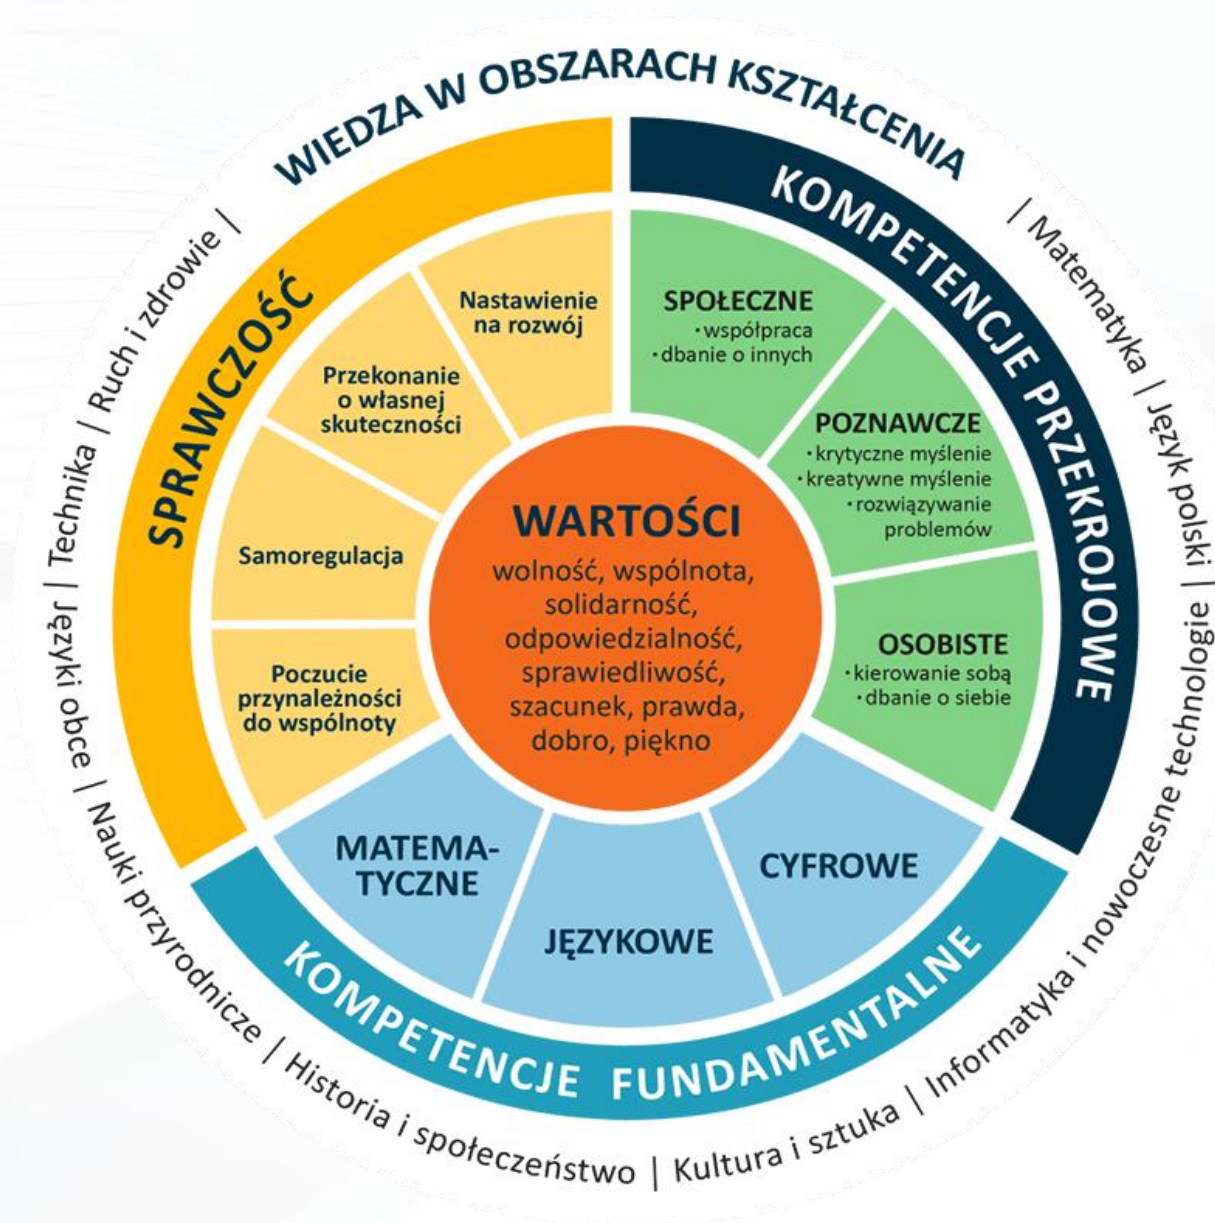 WIEDZA W OBSZARACH KSZTAŁCENIA
| Matematyka | Język polski | Informatyka i nowoczesne technologie | Kultura i sztuka | Historia i społeczeństwo | Nauki przyrodnicze | Języki obce | Technika | Ruch i zdrowie |
SPRAWCZOŚĆ
Nastawienie
na rozwój
Przekonanie
o własnej
skuteczności
Samoregulacja
Poczucie
przynależności
do wspólnoty
KOMPETENCJE PRZEKROJOWE
SPOŁECZNE
·współpraca
·dbanie o innych
POZNAWCZE
·krytyczne myślenie
·kreatywne myślenie
·rozwiązywanie
problemów
OSOBISTE
·kierowanie sobą
·dbanie o siebie
WARTOŚCI
wolność, wspólnota,
solidarność,
odpowiedzialność,
sprawiedliwość,
szacunek, prawda,
dobro, piękno
MATEMA-
TYCZNE
JĘZYKOWE
CYFROWE
KOMPETENCJE FUNDAMENTALNE